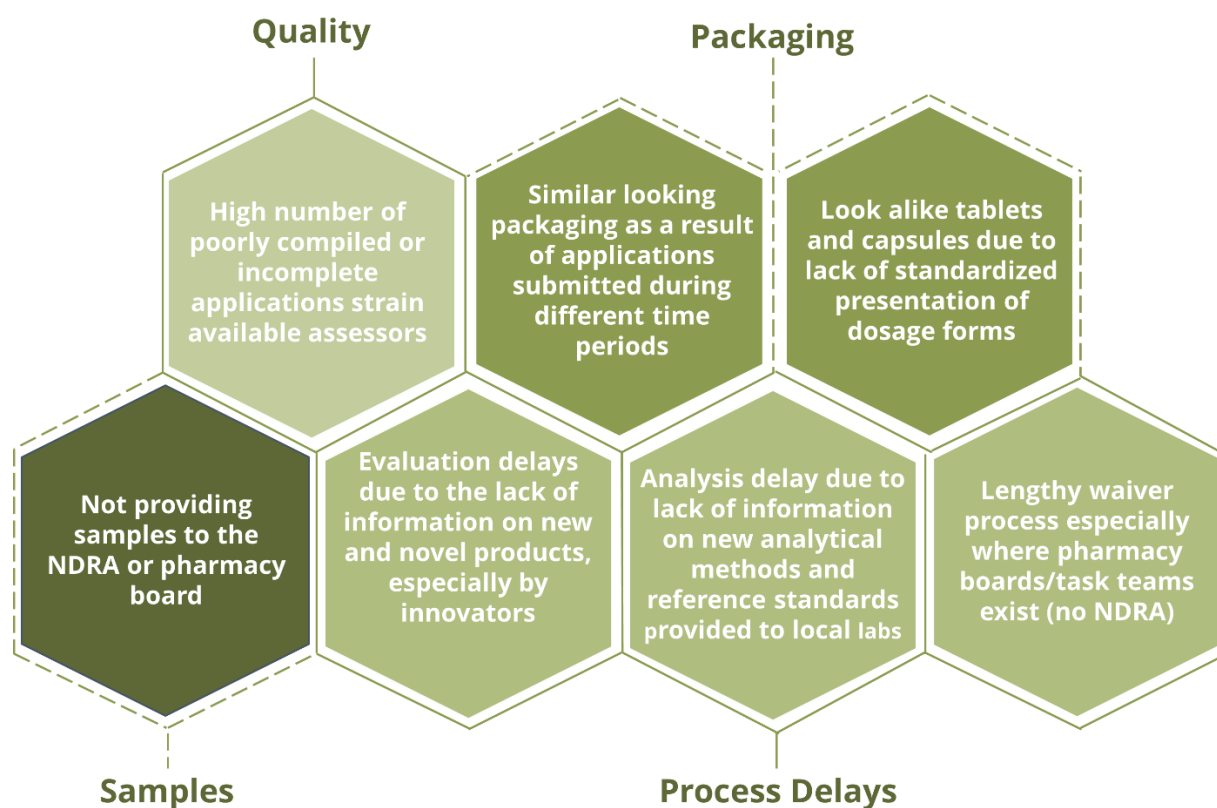 Quality
Packaging
High number of
poorly compiled or
incomplete
applications strain
available assessors
Similar looking
packaging as a result
of applications
submitted during
different time
periods
Look alike tablets
and capsules due to
lack of standardized
presentation of
dosage forms
Not providing
samples to the
NDRA or pharmacy
board
Evaluation delays
due to the lack of
information on new
and novel products,
especially by
innovators
Analysis delay due to
lack of information
on new analytical
methods and
reference standards
provided to local labs
Lengthy waiver
process especially
where pharmacy
boards/task teams
exist (no NDRA)
Samples
Process Delays